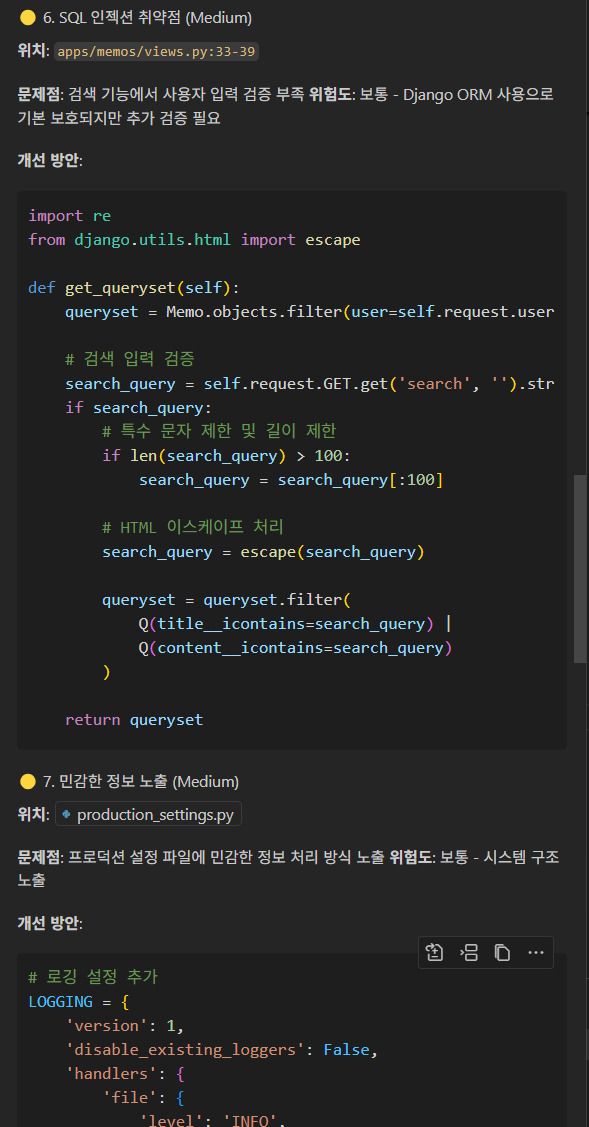 6. SQL 인젝션 취약점 (Medium)
위치: apps/memos/views.py:33-39
문제점: 검색 기능에서 사용자 입력 검증 부족 위험도: 보통 - Django ORM 사용으로
기본 보호되지만 추가 검증 필요
개선 방안:
import re
from django.utils.html import escape
def get_queryset(self):
    queryset = Memo.objects.filter(user=self.request.user
    # 검색 입력 검증
    search_query = self.request.GET.get('search', '').str
    if search_query:
        # 특수 문자 제한 및 길이 제한
        if len(search_query) > 100:
            search_query = search_query[:100]
        # HTML 이스케이프 처리
        search_query = escape(search_query)
        queryset = queryset.filter(
            Q(title__icontains=search_query) |
            Q(content__icontains=search_query)
        )
    return queryset
7. 민감한 정보 노출 (Medium)
위치: production_settings.py
문제점: 프로덕션 설정 파일에 민감한 정보 처리 방식 노출 위험도: 보통 - 시스템 구조
노출
개선 방안:
# 로깅 설정 추가
LOGGING = {
    'version': 1,
    'disable_existing_loggers': False,
    'handlers': {
        'file': {
            'level': 'INFO',